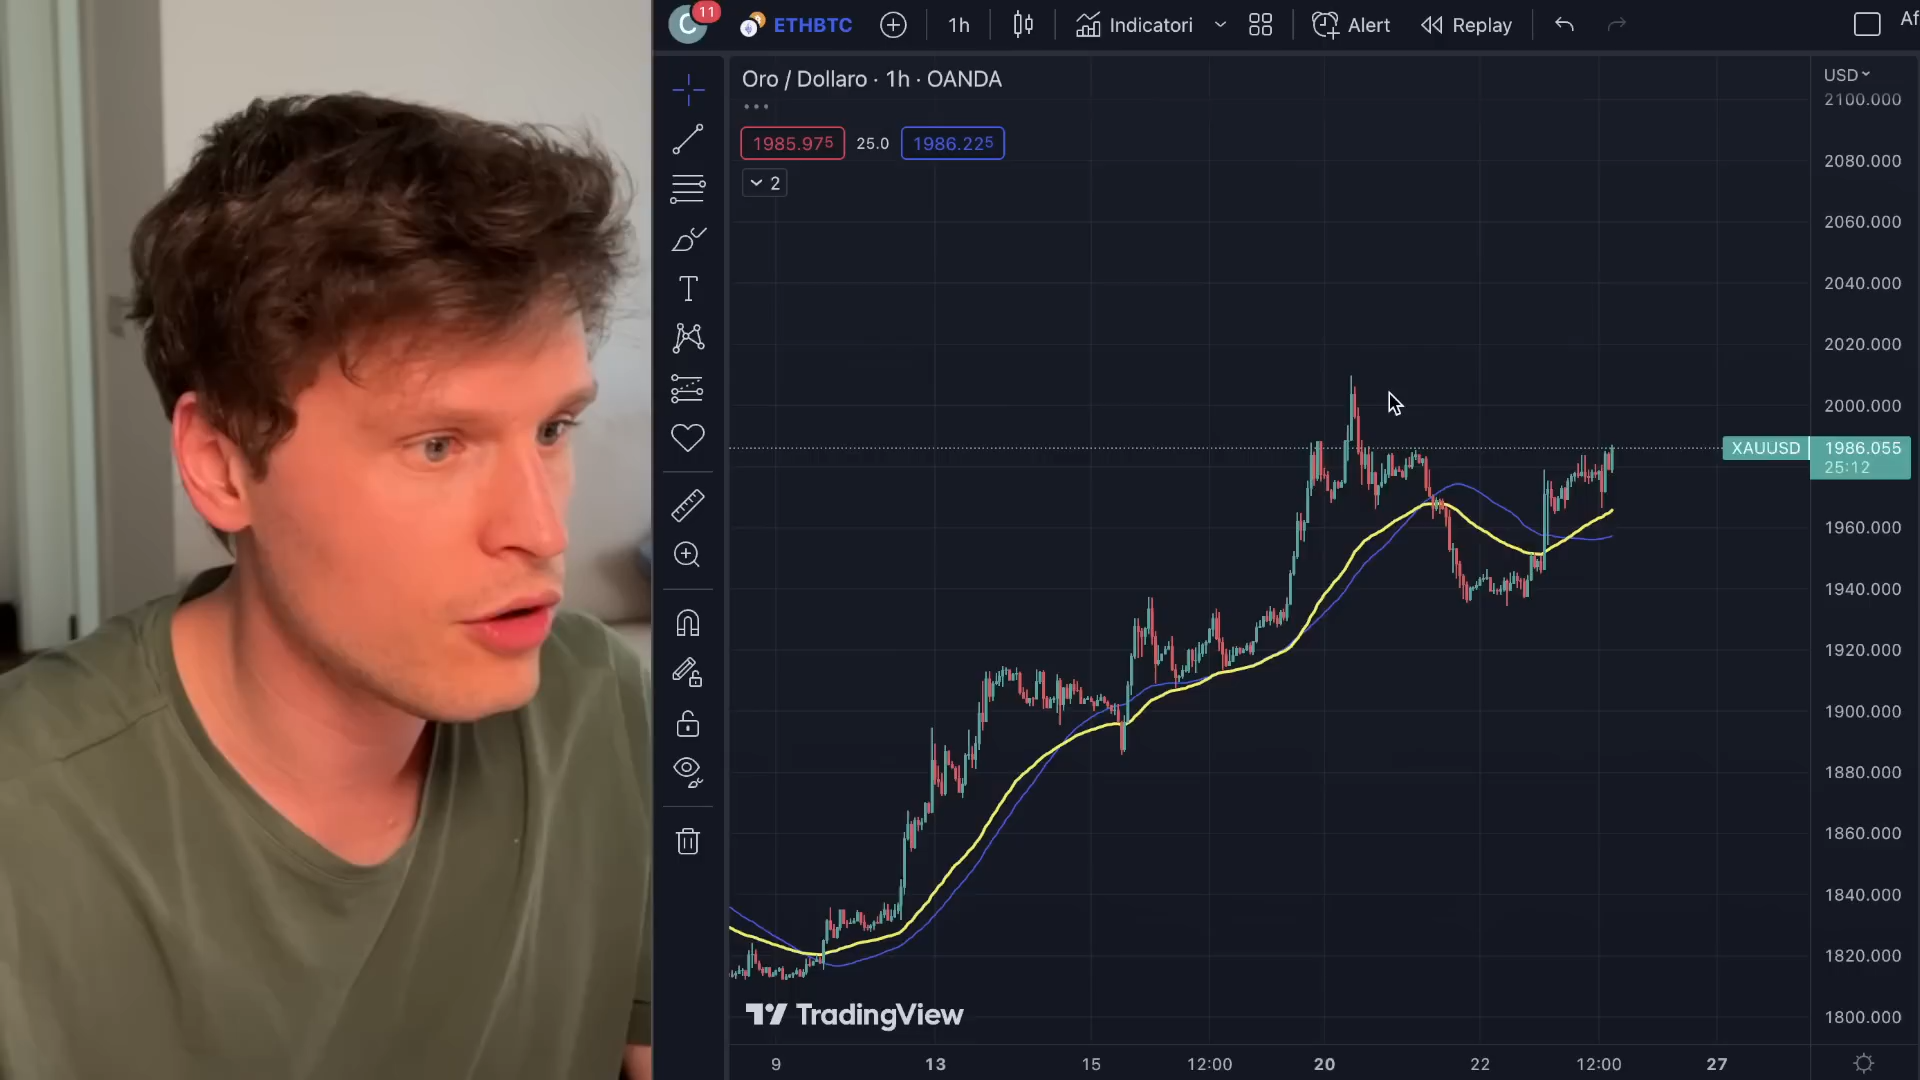 C 11 ETHBTC 1h Indicatori Alert Replay Af
Oro / Dollaro · 1h · OANDA
1985.975 25.0 1986.225
2
USD
2100.000
2080.000
2060.000
2040.000
2020.000
2000.000
XAUUSD 1986.055
25:12
1960.000
1940.000
1920.000
1900.000
1880.000
1860.000
1840.000
1820.000
1800.000
T
TradingView
9 13 15 12:00 20 22 12:00 27